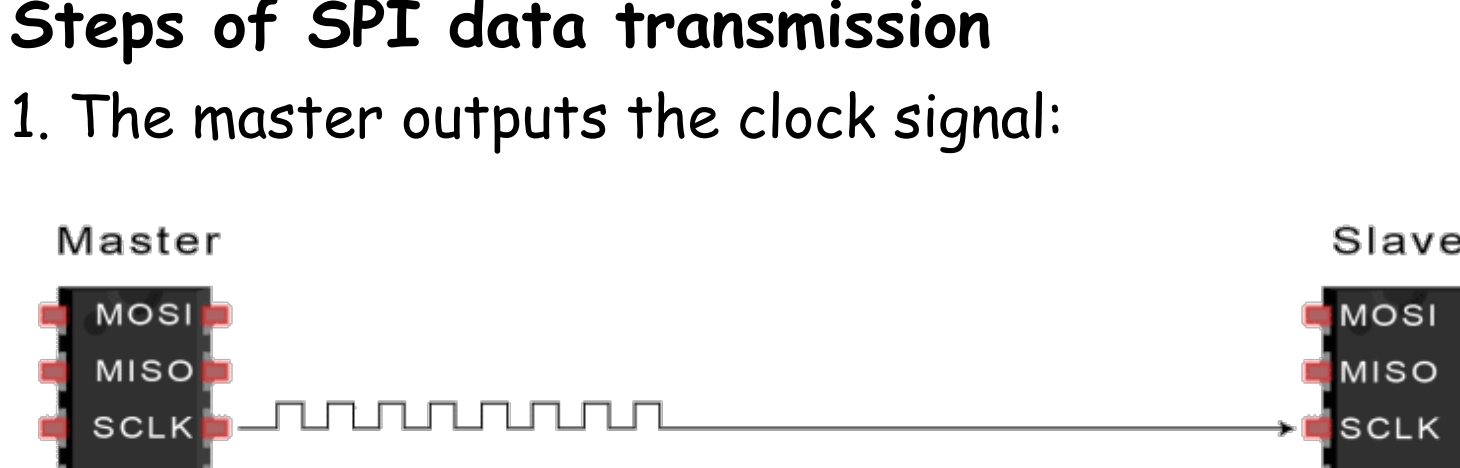 Steps of SPI data transmission
1. The master outputs the clock signal:
Master
Slave
MOSI
MOSI
MISO
MISO
SCLK
SCLK